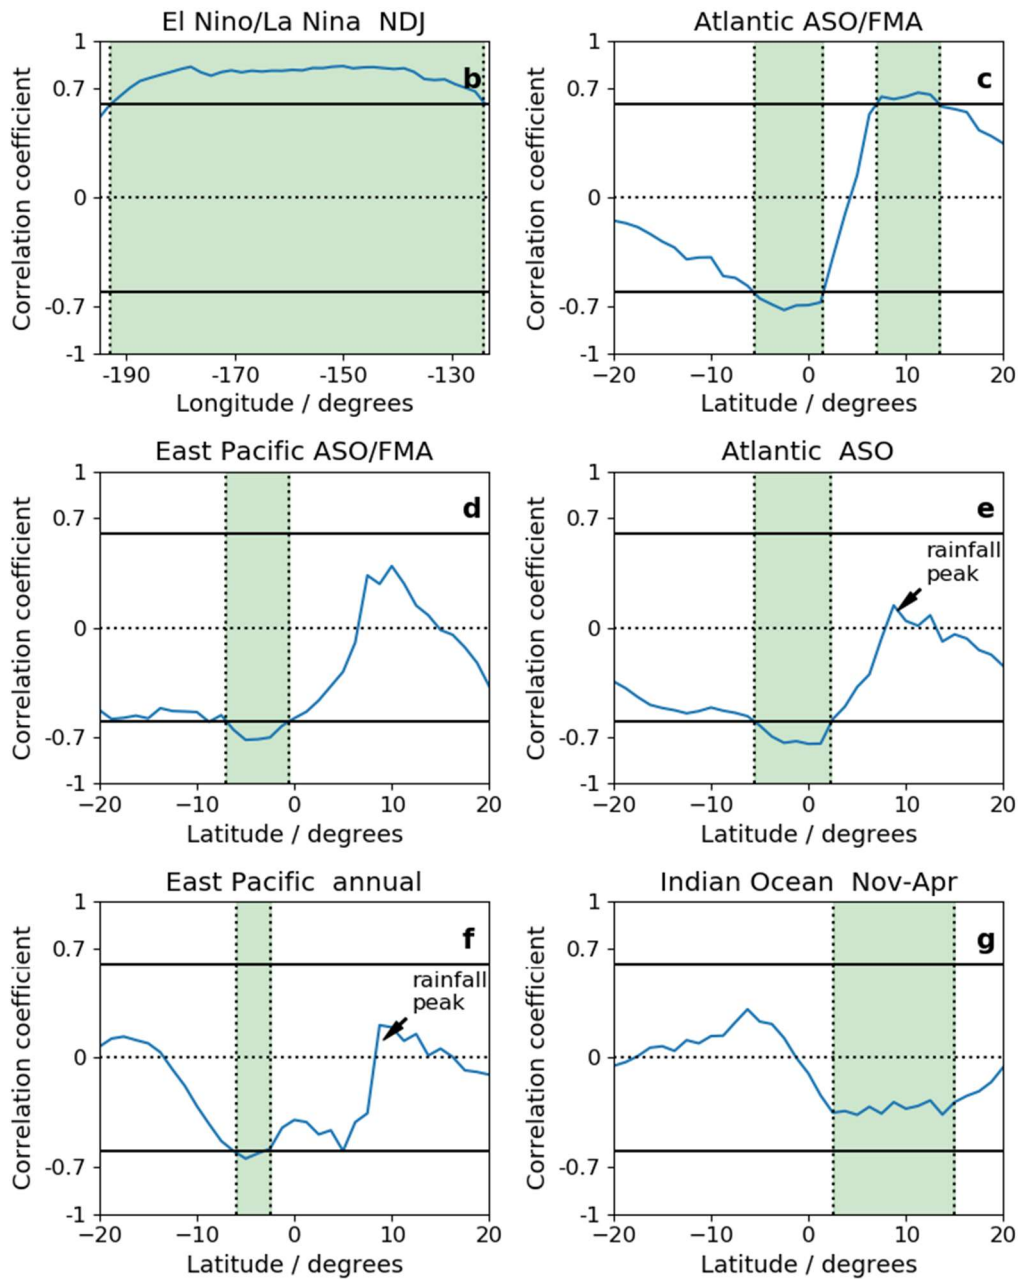 El Nino/La Nina NDJ
1
0.7
0
-0.7
-1
Correlation coefficient
b
-190
-170
-150
-130
Longitude / degrees
Atlantic ASO/FMA
1
0.7
0
-0.7
-1
Correlation coefficient
c
−20
−10
0
10
20
Latitude / degrees
East Pacific ASO/FMA
1
0.7
0
-0.7
-1
Correlation coefficient
d
−20
−10
0
10
20
Latitude / degrees
Atlantic ASO
1
0.7
0
-0.7
-1
Correlation coefficient
e
rainfall
peak
−20
−10
0
10
20
Latitude / degrees
East Pacific annual
1
0.7
0
-0.7
-1
Correlation coefficient
f
rainfall
peak
−20
−10
0
10
20
Latitude / degrees
Indian Ocean Nov-Apr
1
0.7
0
-0.7
-1
Correlation coefficient
g
−20
−10
0
10
20
Latitude / degrees